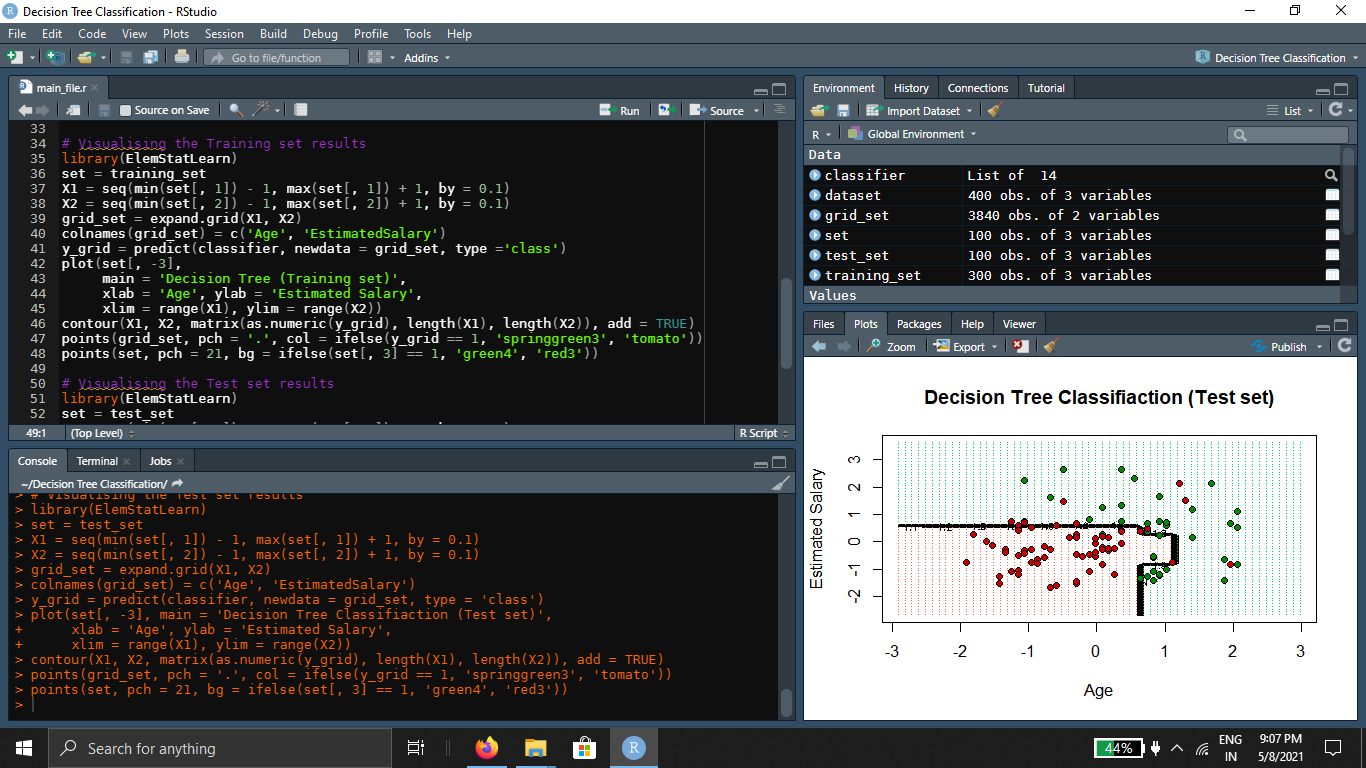 Decision Tree Classification - RStudio
File Edit Code View Plots Session Build Debug Profile Tools Help
Go to file/function
Addins
Decision Tree Classification
main_file.r
Source on Save
Run
Source
33
34 # Visualising the Training set results
35 library(ElemStatLearn)
36 set = training_set
37 X1 = seq(min(set[, 1]) - 1, max(set[, 1]) + 1, by = 0.1)
38 X2 = seq(min(set[, 2]) - 1, max(set[, 2]) + 1, by = 0.1)
39 grid_set = expand.grid(X1, X2)
40 colnames(grid_set) = c('Age', 'EstimatedSalary')
41 y_grid = predict(classifier, newdata = grid_set, type ='class')
42 plot(set[, -3],
43 main = 'Decision Tree (Training set)',
44 xlab = 'Age', ylab = 'Estimated Salary',
45 xlim = range(X1), ylim = range(X2))
46 contour(X1, X2, matrix(as.numeric(y_grid), length(X1), length(X2)), add = TRUE)
47 points(grid_set, pch = '.', col = ifelse(y_grid == 1, 'springgreen3', 'tomato'))
48 points(set, pch = 21, bg = ifelse(set[, 3] == 1, 'green4', 'red3'))
49
50 # Visualising the Test set results
51 library(ElemStatLearn)
52 set = test_set
49:1 (Top Level) R Script
Console Terminal Jobs
~/Decision Tree Classification/
> # Visualising the Test set results
> library(ElemStatLearn)
> set = test_set
> X1 = seq(min(set[, 1]) - 1, max(set[, 1]) + 1, by = 0.1)
> X2 = seq(min(set[, 2]) - 1, max(set[, 2]) + 1, by = 0.1)
> grid_set = expand.grid(X1, X2)
> colnames(grid_set) = c('Age', 'EstimatedSalary')
> y_grid = predict(classifier, newdata = grid_set, type = 'class')
> plot(set[, -3], main = 'Decision Tree Classifiaction (Test set)',
+ xlab = 'Age', ylab = 'Estimated Salary',
+ xlim = range(X1), ylim = range(X2))
> contour(X1, X2, matrix(as.numeric(y_grid), length(X1), length(X2)), add = TRUE)
> points(grid_set, pch = '.', col = ifelse(y_grid == 1, 'springgreen3', 'tomato'))
> points(set, pch = 21, bg = ifelse(set[, 3] == 1, 'green4', 'red3'))
>
Environment History Connections Tutorial
Import Dataset
List
R Global Environment
Data
classifier List of 14
dataset 400 obs. of 3 variables
grid_set 3840 obs. of 2 variables
set 100 obs. of 3 variables
test_set 100 obs. of 3 variables
training_set 300 obs. of 3 variables
Values
Files Plots Packages Help Viewer
Zoom Export Publish
Decision Tree Classifiaction (Test set)
Estimated Salary
3
2
1
0
-1
-2
-3 -2 -1 0 1 2 3
Age
Search for anything
R
44%
ENG
IN
9:07 PM
5/8/2021